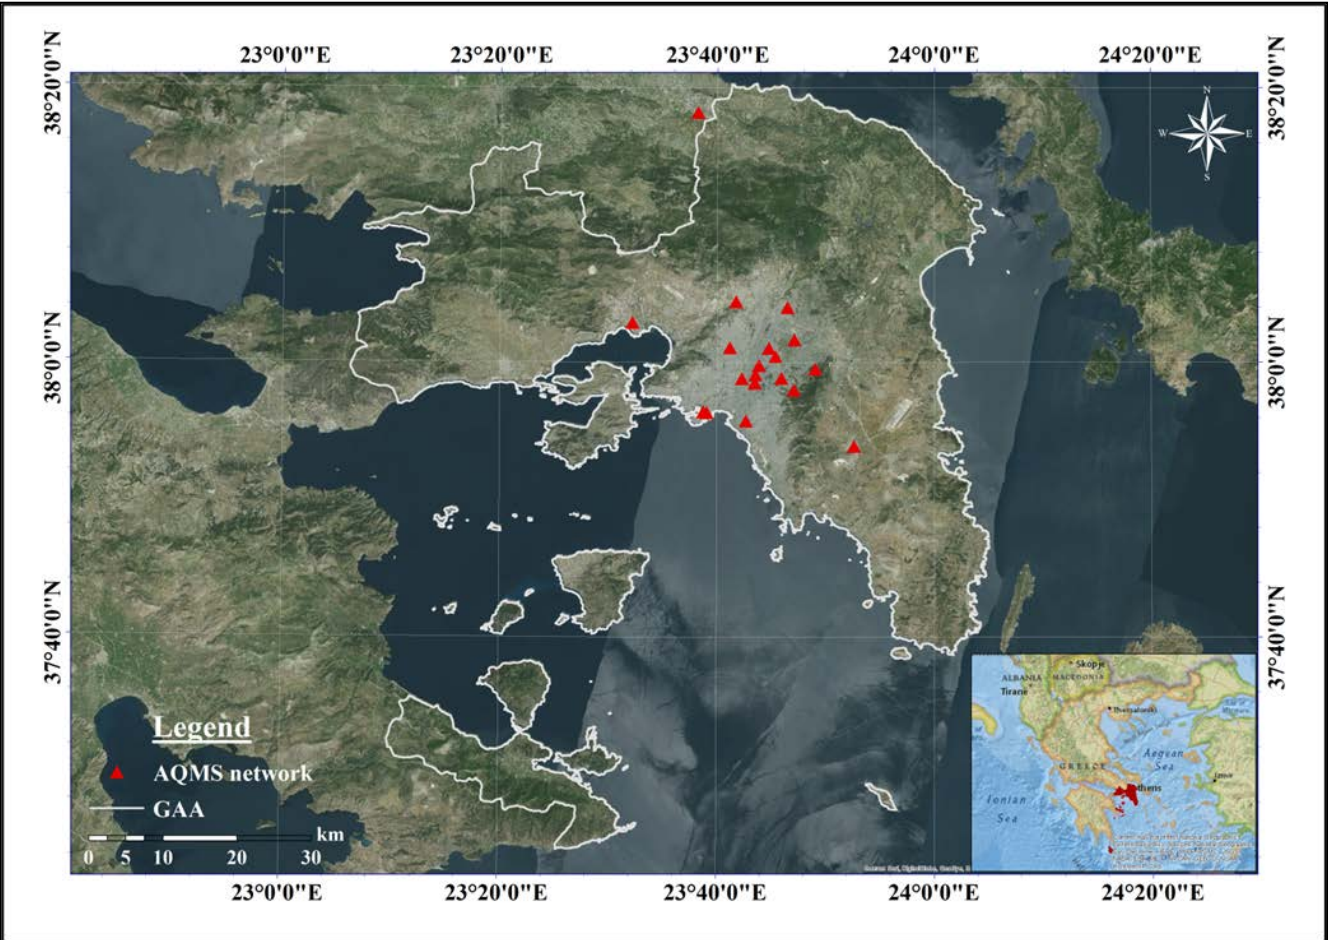 23°0'0"E 23°20'0"E 23°40'0"E 24°0'0"E 24°20'0"E
38°20'0"N
38°20'0"N
N
W E
S
38°0'0"N
38°0'0"N
37°40'0"N
37°40'0"N
Skopje
ALBANIA MACEDONIA
Tirane
Thessaloniki
Aegean
Sea
GREECE
Izmir
Athens
Ionian
Sea
Legend
AQMS network
GAA
km
0 5 10 20 30
23°0'0"E 23°20'0"E 23°40'0"E 24°0'0"E 24°20'0"E